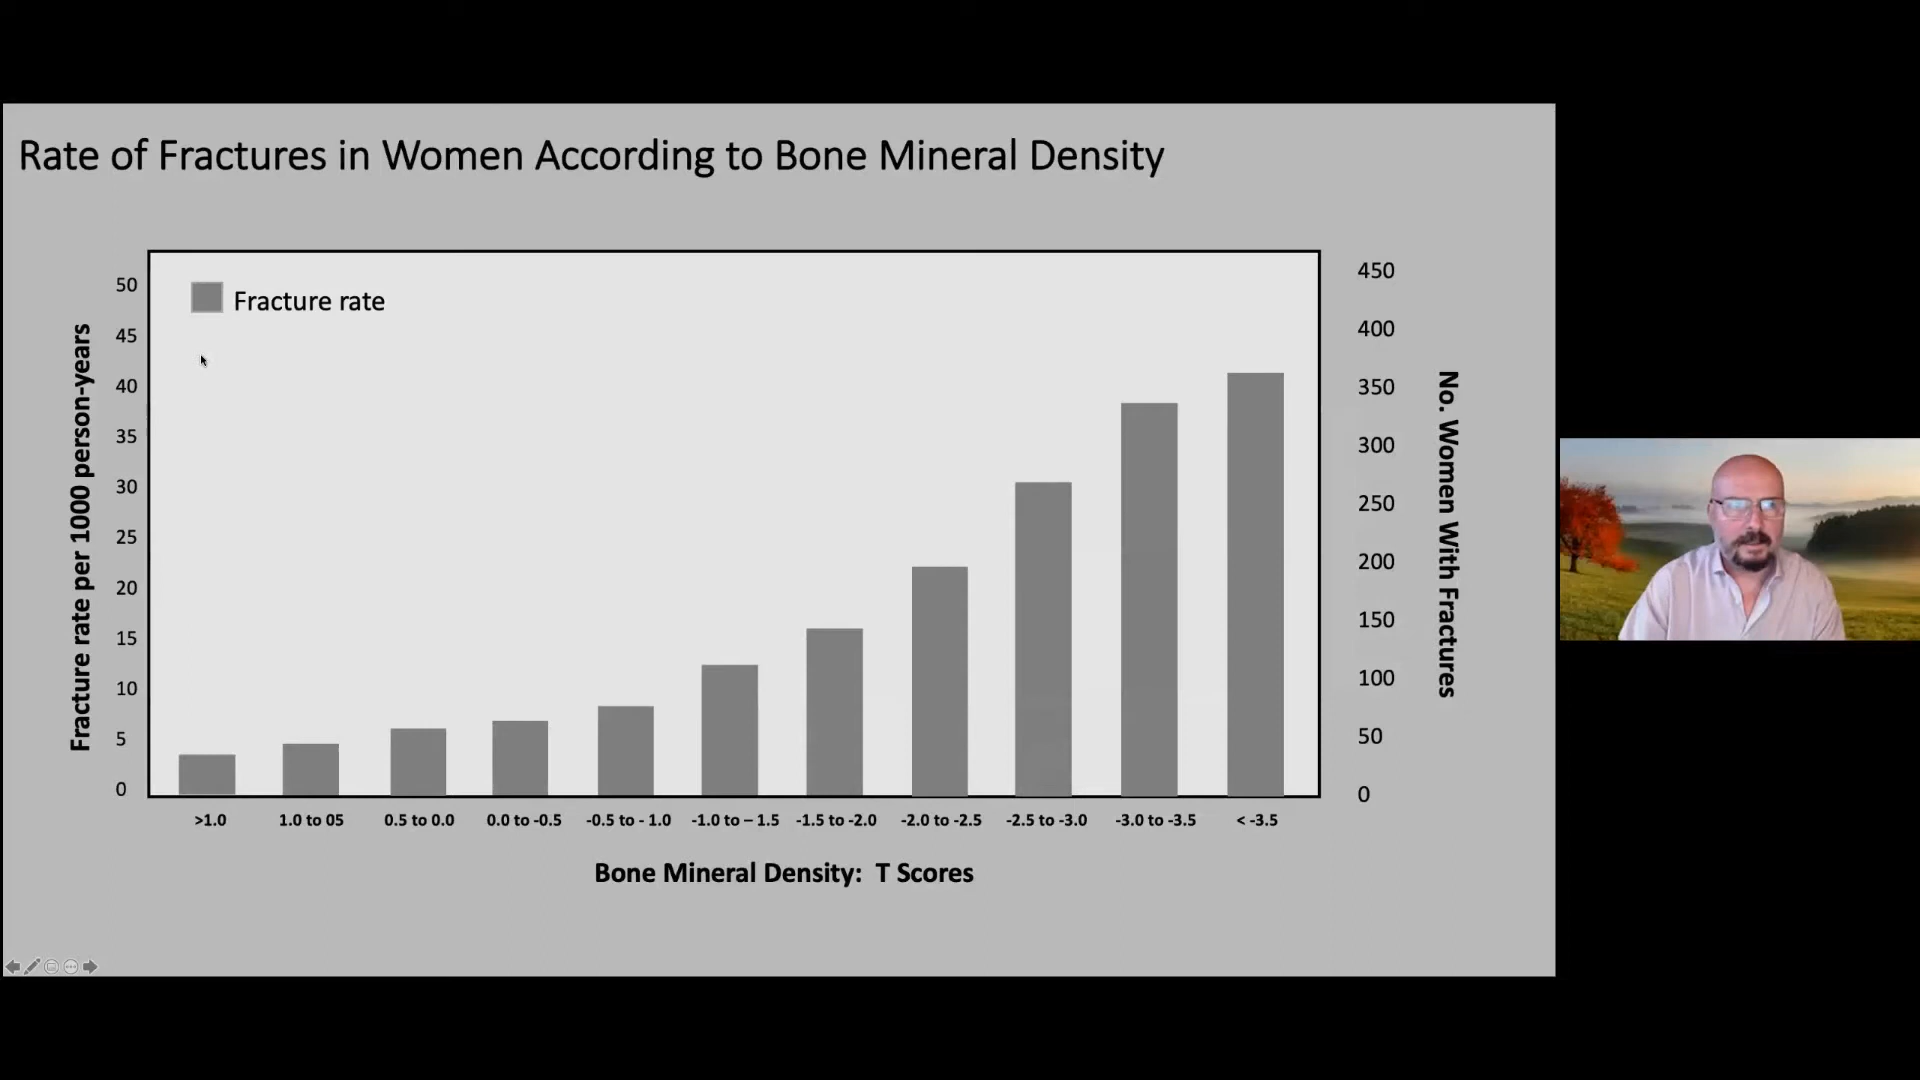 Rate of Fractures in Women According to Bone Mineral Density
Fracture rate
Fracture rate per 1000 person-years
50
45
40
35
30
25
20
15
10
5
0
450
400
350
300
250
200
150
100
50
0
No. Women With Fractures
>1.0
1.0 to 05
0.5 to 0.0
0.0 to -0.5
-0.5 to - 1.0
-1.0 to – 1.5
-1.5 to -2.0
-2.0 to -2.5
-2.5 to -3.0
-3.0 to -3.5
< -3.5
Bone Mineral Density: T Scores